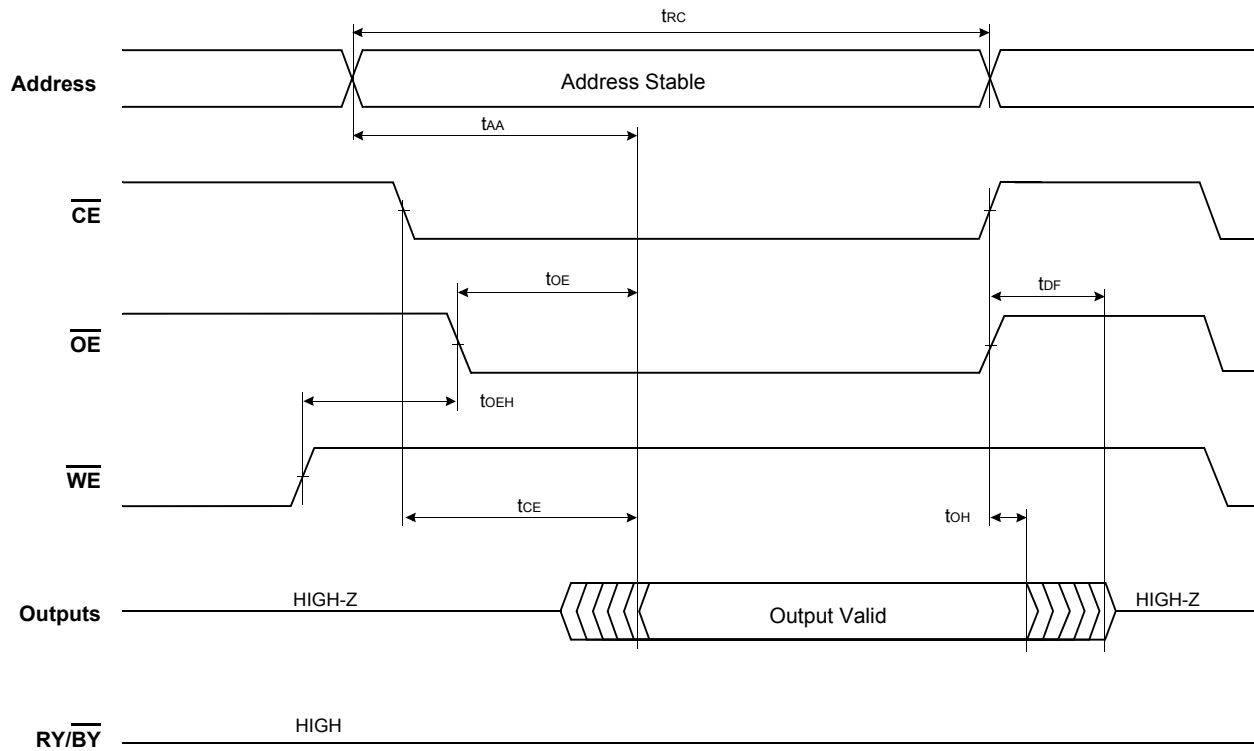 tRC
Address
Address Stable
tAA
CE
tOE
tDF
OE
tOEH
WE
tCE
tOH
Outputs
HIGH-Z
Output Valid
HIGH-Z
HIGH
RY/BY